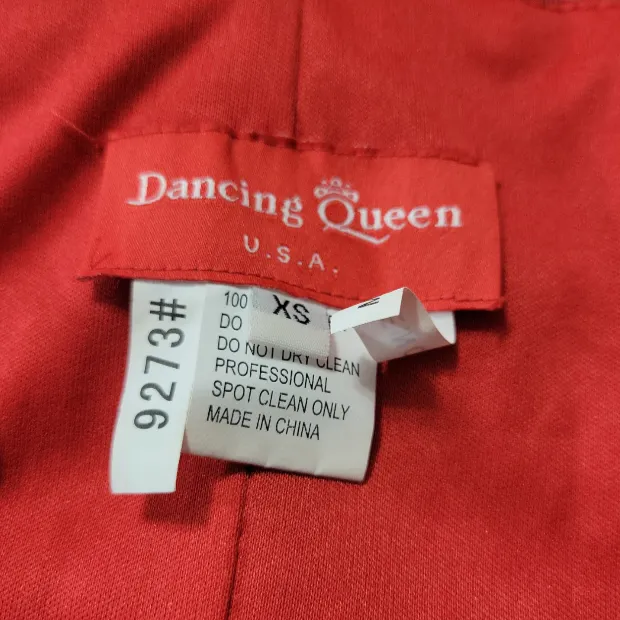 Dancing Queen
U.S.A.
9273#
XS
100
DO
DO NOT DRY CLEAN
PROFESSIONAL
SPOT CLEAN ONLY
MADE IN CHINA